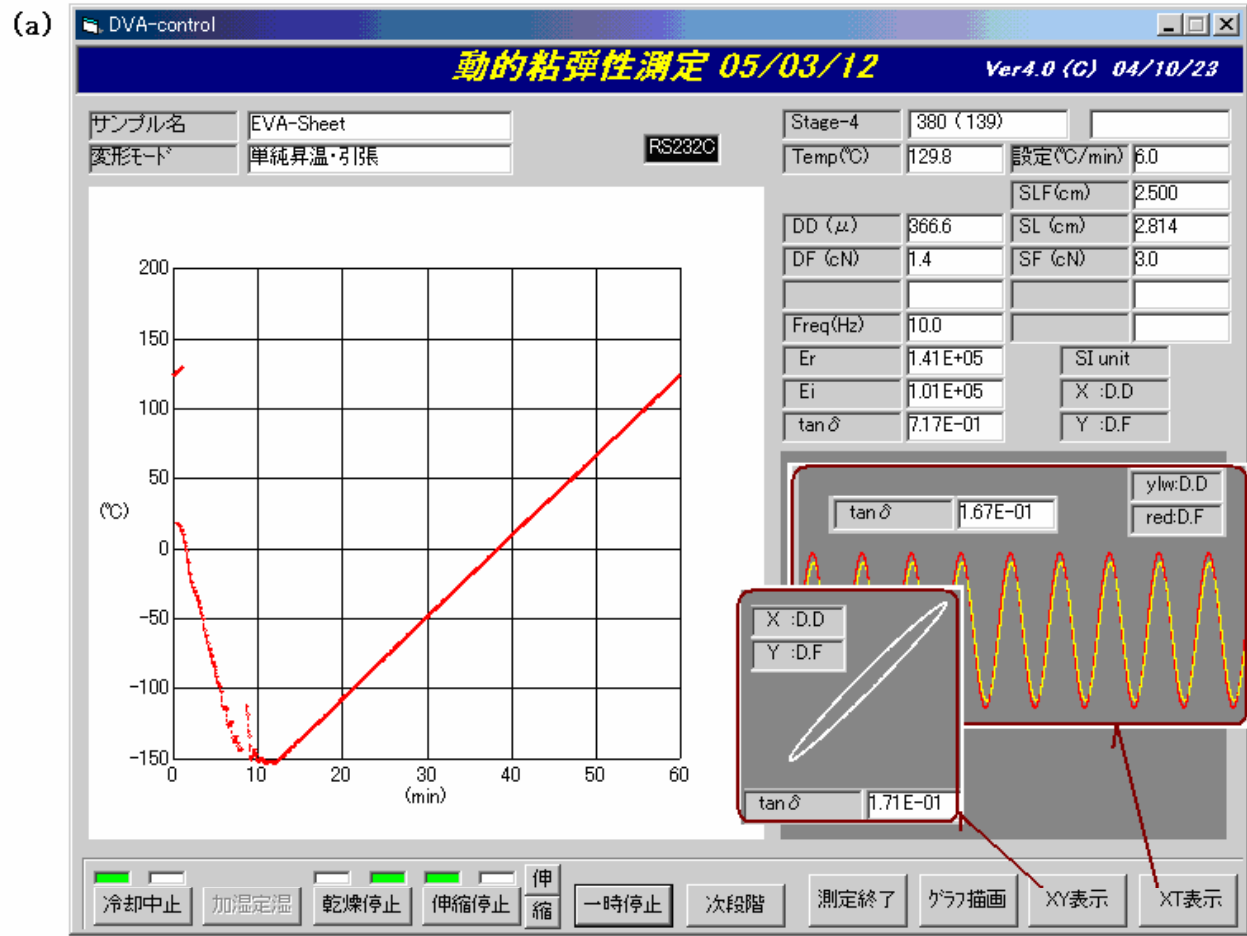 (a)
DVA-control
動的粘弾性測定 05/03/12 Ver4.0 (C) 04/10/23
サンプル名 EVA-Sheet
変形モード 単純昇温・引張
RS232C
Stage-4 380 (139)
Temp(℃) 129.8 設定(℃/min) 6.0
SLF(cm) 2.500
DD (μ) 366.6 SL (cm) 2.814
DF (cN) 1.4 SF (cN) 3.0
Freq(Hz) 10.0
Er 1.41E+05 SI unit
Ei 1.01E+05 X :D.D
tanδ 7.17E-01 Y :D.F
200
150
100
50
(℃)
0
-50
-100
-150
0 10 20 30 40 50 60
(min)
ylw:D.D
tanδ 1.67E-01 red:D.F
X :D.D
Y :D.F
tanδ 1.71E-01
冷却中止 加湿定湿 乾燥停止 伸縮停止 伸 縮 一時停止 次段階 測定終了 グラフ描画 XY表示 XT表示